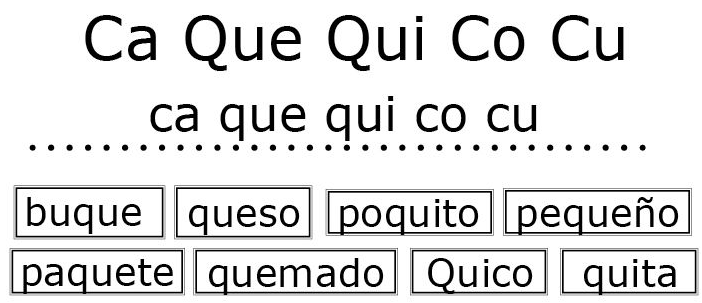 Ca Que Qui Co Cu
ca que qui co cu
buque queso poquito pequeño
paquete quemado Quico quita